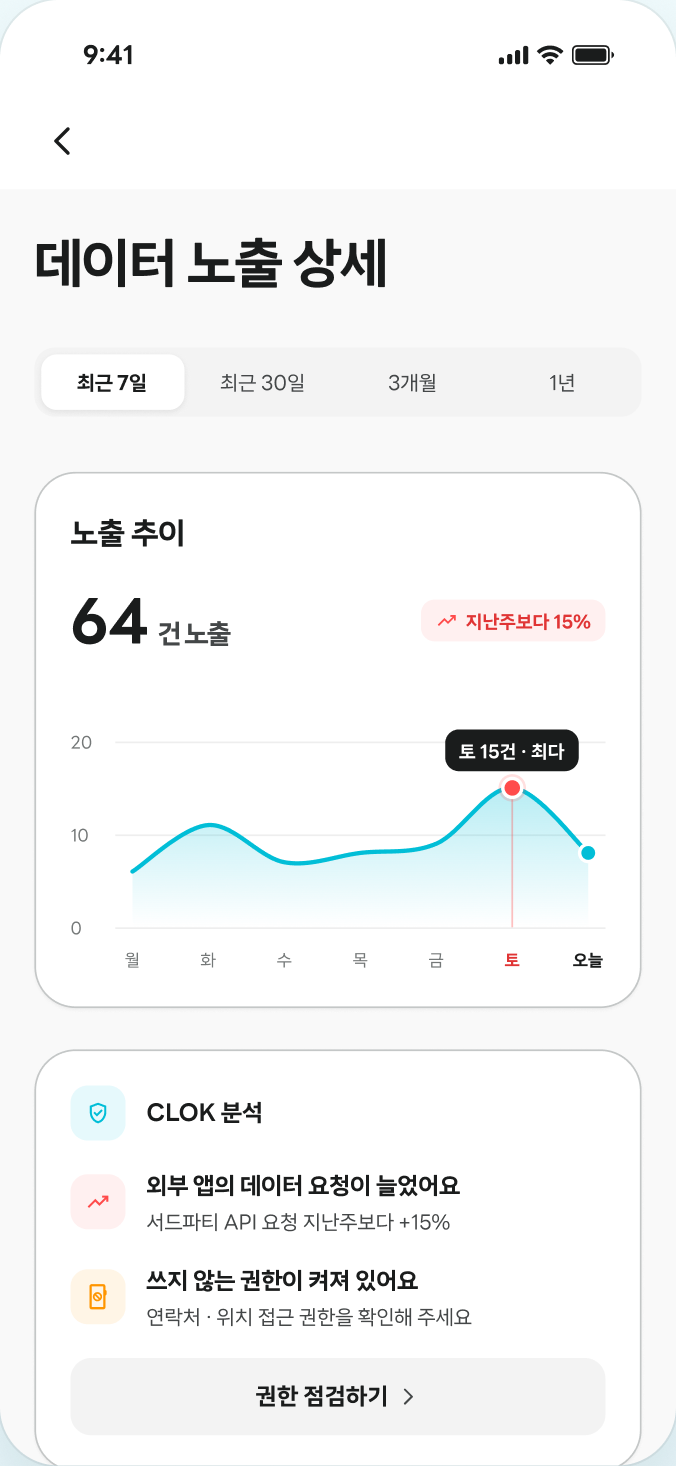 9:41
데이터 노출 상세
최근 7일 최근 30일 3개월 1년
노출 추이
64 건 노출
지난주보다 15%
토 15건 · 최다
20
10
0
월 화 수 목 금 토 오늘
CLOK 분석
외부 앱의 데이터 요청이 늘었어요
서드파티 API 요청 지난주보다 +15%
쓰지 않는 권한이 켜져 있어요
연락처 · 위치 접근 권한을 확인해 주세요
권한 점검하기